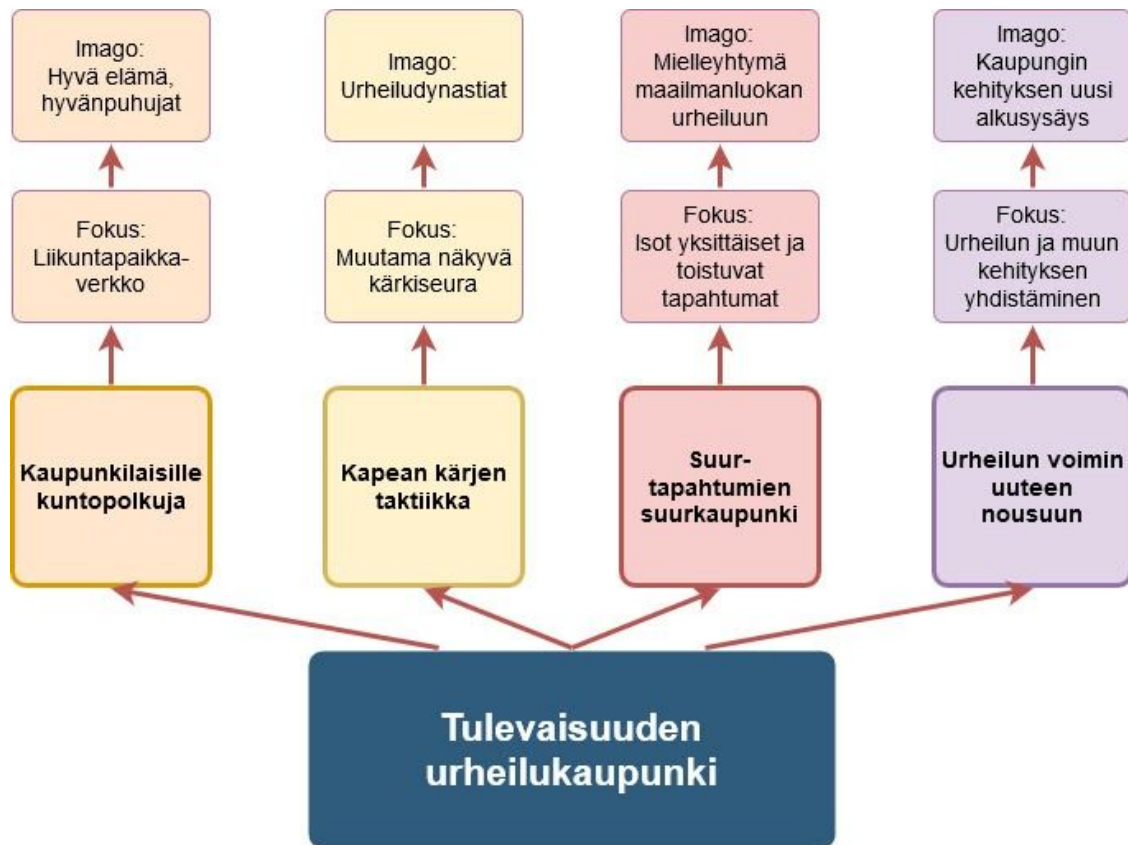 Imago:
Hyvä elämä,
hyvänpuhujat
Imago:
Urheiludynastiat
Imago:
Mielleyhtymä
maailmanluokan
urheiluun
Imago:
Kaupungin
kehityksen uusi
alkusysäys
Fokus:
Liikuntapaikka-
verkko
Fokus:
Muutama näkyvä
kärkiseura
Fokus:
Isot yksittäiset ja
toistuvat
tapahtumat
Fokus:
Urheilun ja muun
kehityksen
yhdistäminen
Kaupunkilaisille
kuntopolkuja
Kapean kärjen
taktiikka
Suur-
tapahtumien
suurkaupunki
Urheilun voimin
uuteen
nousuun
Tulevaisuuden
urheilukaupunki